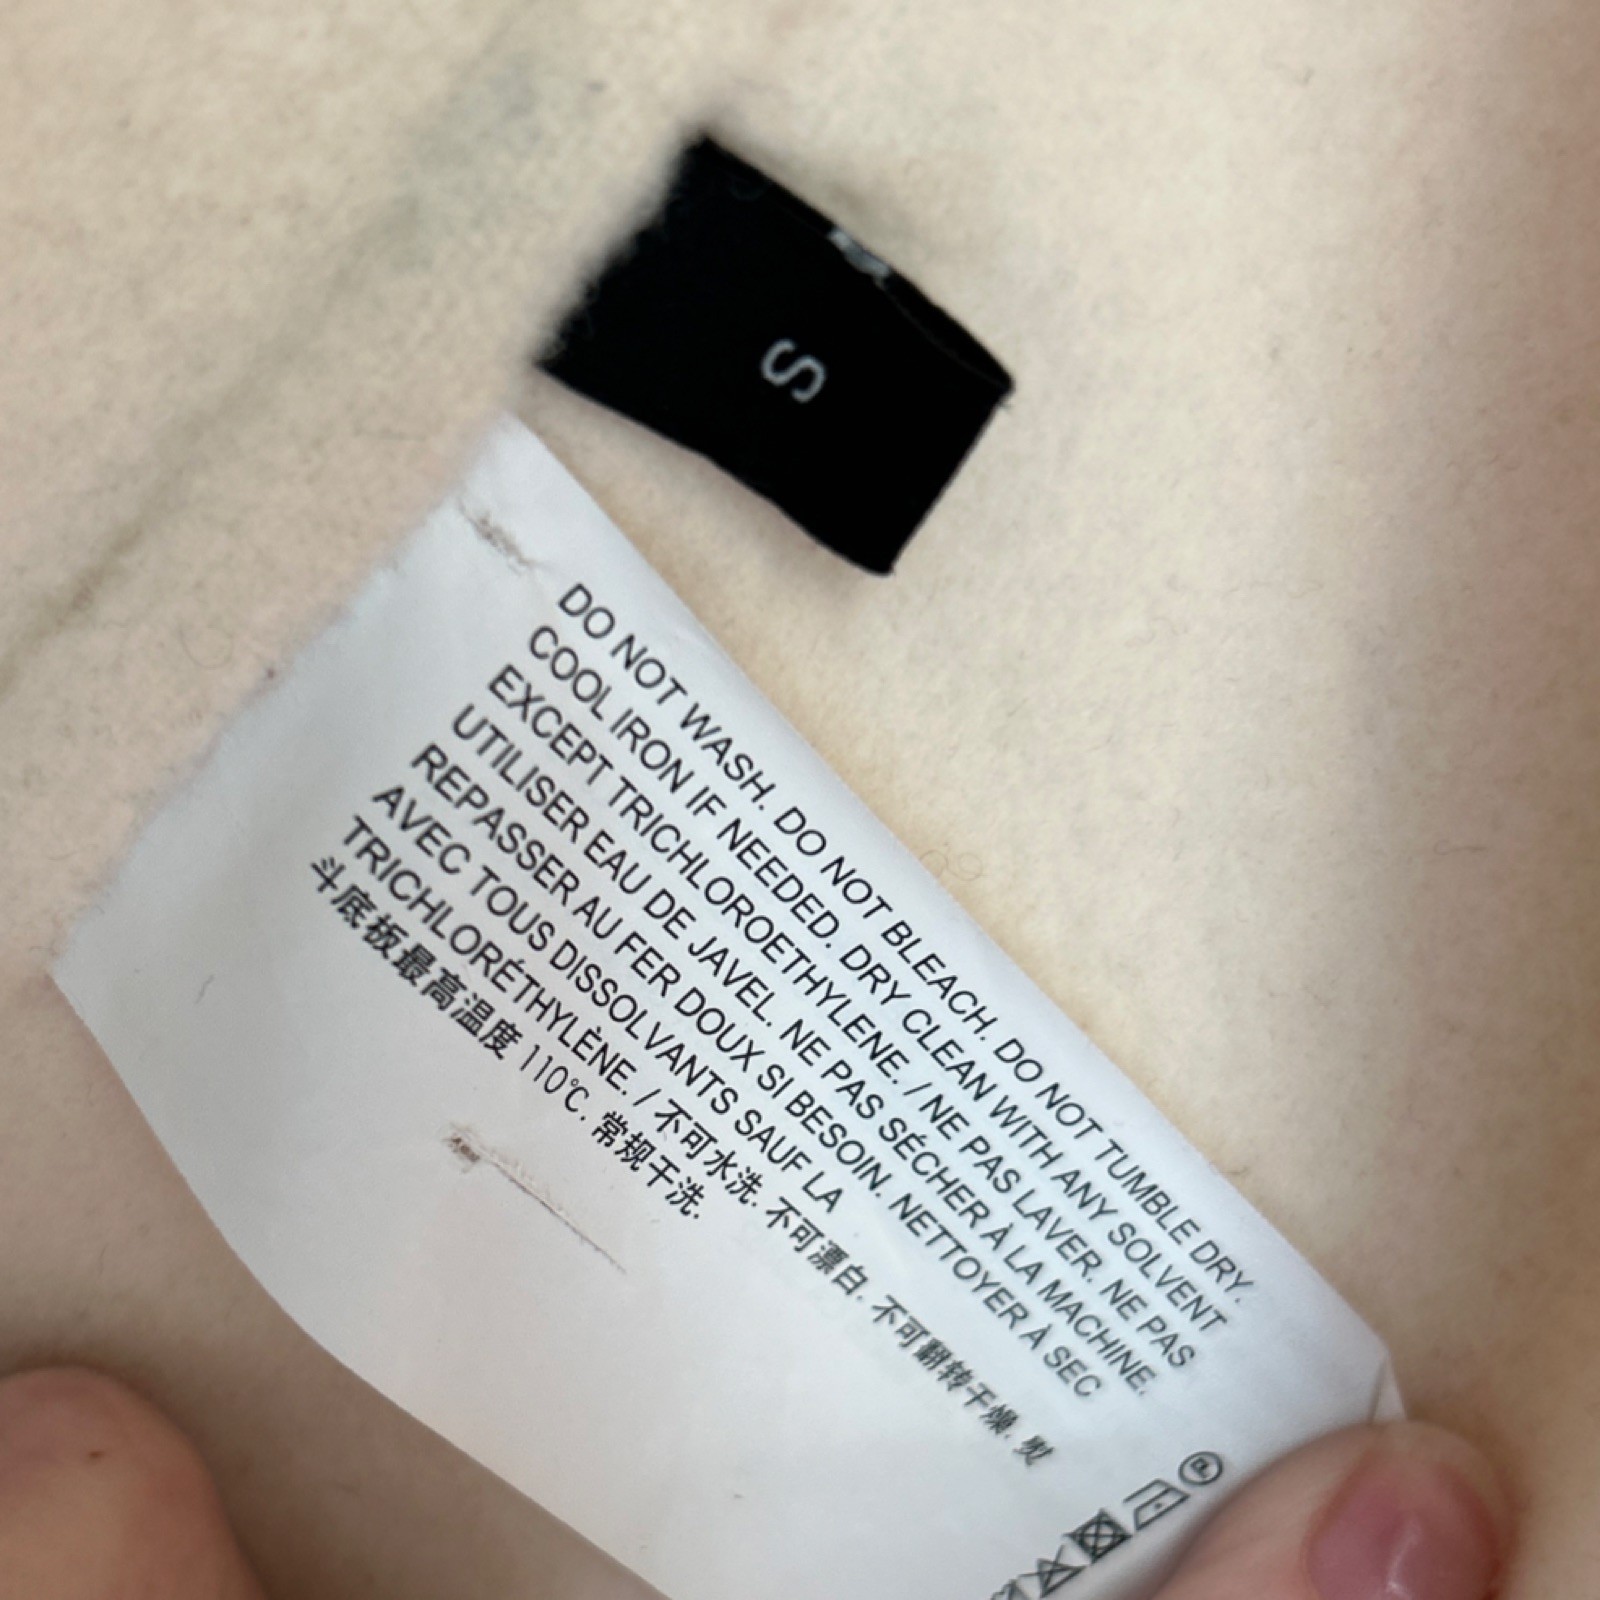 S
DO NOT WASH. DO NOT BLEACH. DO NOT TUMBLE DRY.
COOL IRON IF NEEDED. DRY CLEAN WITH ANY SOLVENT
EXCEPT TRICHLOROETHYLENE. / NE PAS LAVER. NE PAS
UTILISER EAU DE JAVEL. NE PAS SÉCHER À LA MACHINE.
REPASSER AU FER DOUX SI BESOIN. NETTOYER À SEC
AVEC TOUS DISSOLVANTS SAUF LA
TRICHLORÉTHYLÈNE. / 不可水洗. 不可漂白. 不可翻转干燥. 熨
斗底板最高温度 110℃. 常规干洗.